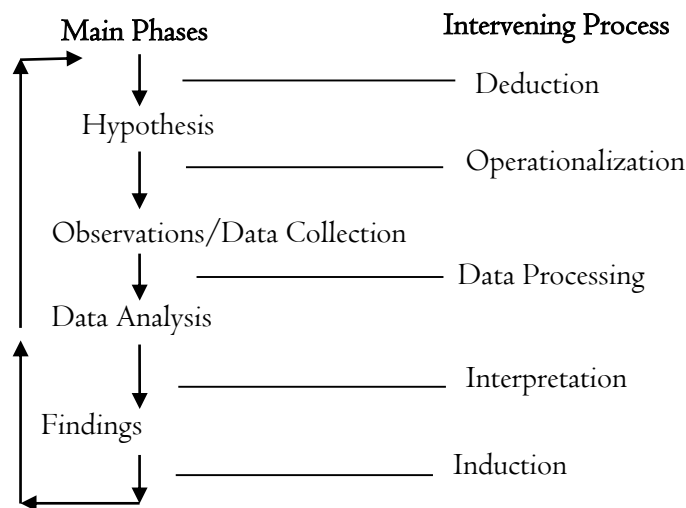 Main Phases Intervening Process
Deduction
Hypothesis
Operationalization
Observations/Data Collection
Data Processing
Data Analysis
Interpretation
Findings
Induction